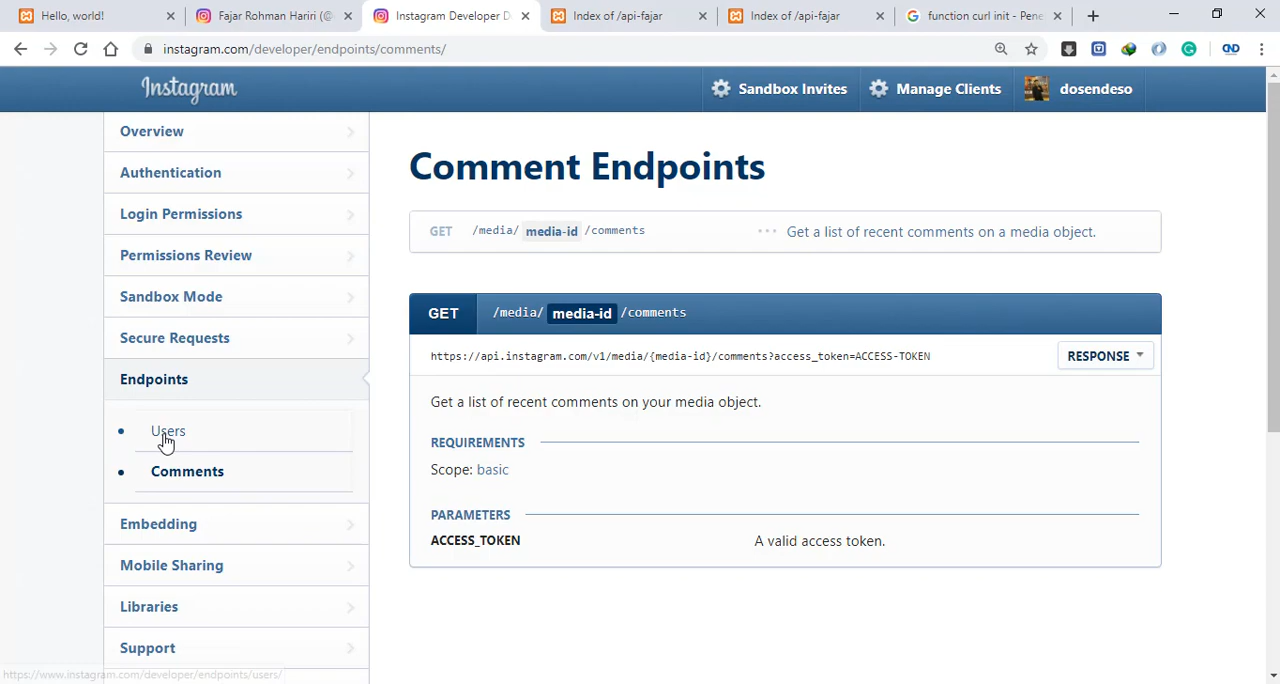 Hello, world!
Fajar Rohman Hariri (@
Instagram Developer D
Index of /api-fajar
Index of /api-fajar
function curl init - Pene
instagram.com/developer/endpoints/comments/
Instagram
Sandbox Invites
Manage Clients
dosendeso
Overview
Authentication
Login Permissions
Permissions Review
Sandbox Mode
Secure Requests
Endpoints
Users
Comments
Embedding
Mobile Sharing
Libraries
Support
Comment Endpoints
GET /media/ media-id /comments ··· Get a list of recent comments on a media object.
GET /media/ media-id /comments
https://api.instagram.com/v1/media/{media-id}/comments?access_token=ACCESS-TOKEN
RESPONSE
Get a list of recent comments on your media object.
REQUIREMENTS
Scope: basic
PARAMETERS
ACCESS_TOKEN A valid access token.
https://www.instagram.com/developer/endpoints/users/